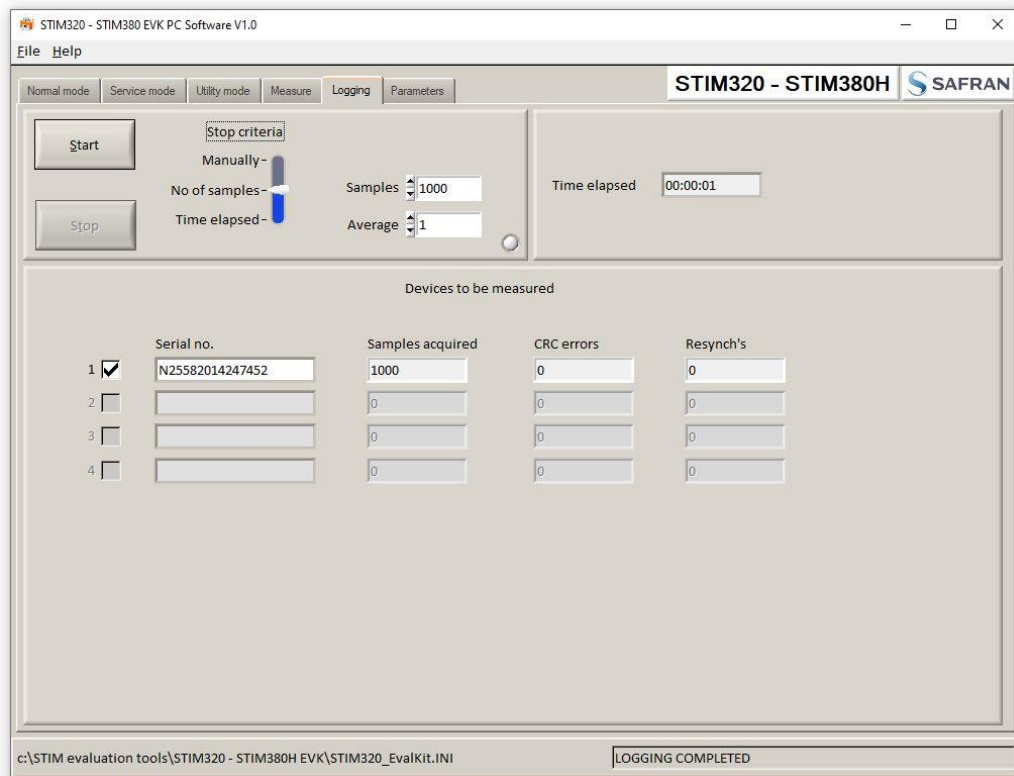 STIM320 - STIM380 EVK PC Software V1.0
File Help
Normal mode Service mode Utility mode Measure Logging Parameters
STIM320 - STIM380H SAFRAN
Start
Stop criteria
Manually
No of samples
Time elapsed
Stop
Samples 1000
Average 1
Time elapsed 00:00:01
Devices to be measured
Serial no. Samples acquired CRC errors Resynch's
1 N25582014247452 1000 0 0
2 0 0 0
3 0 0 0
4 0 0 0
c:\STIM evaluation tools\STIM320 - STIM380H EVK\STIM320_EvalKit.INI LOGGING COMPLETED